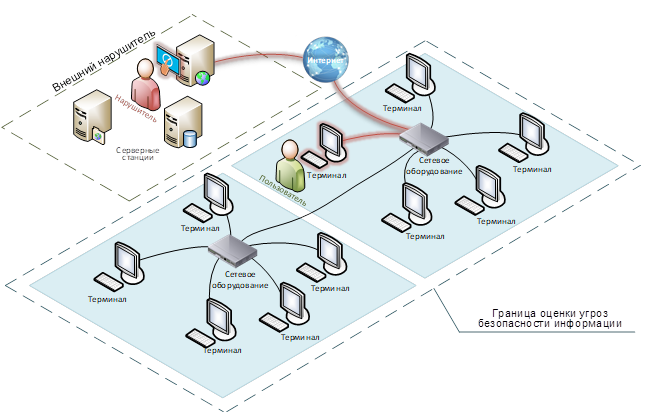 Внешний нарушитель
Интернет
Нарушитель
Серверные
станции
Терминал
Терминал
Сетевое
оборудование
Терминал
Пользователь
Терминал
Терминал
Терминал
Терминал
Сетевое
оборудование
Терминал
Терминал
Терминал
Терминал
Граница оценки угроз
безопасности информации